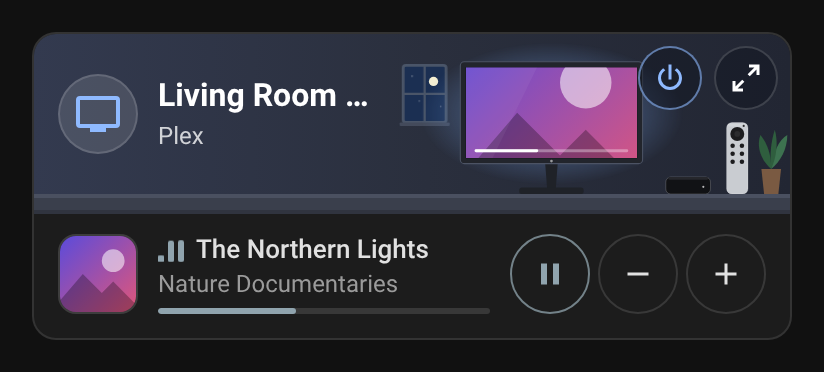 Living Room ...
Plex
The Northern Lights
Nature Documentaries